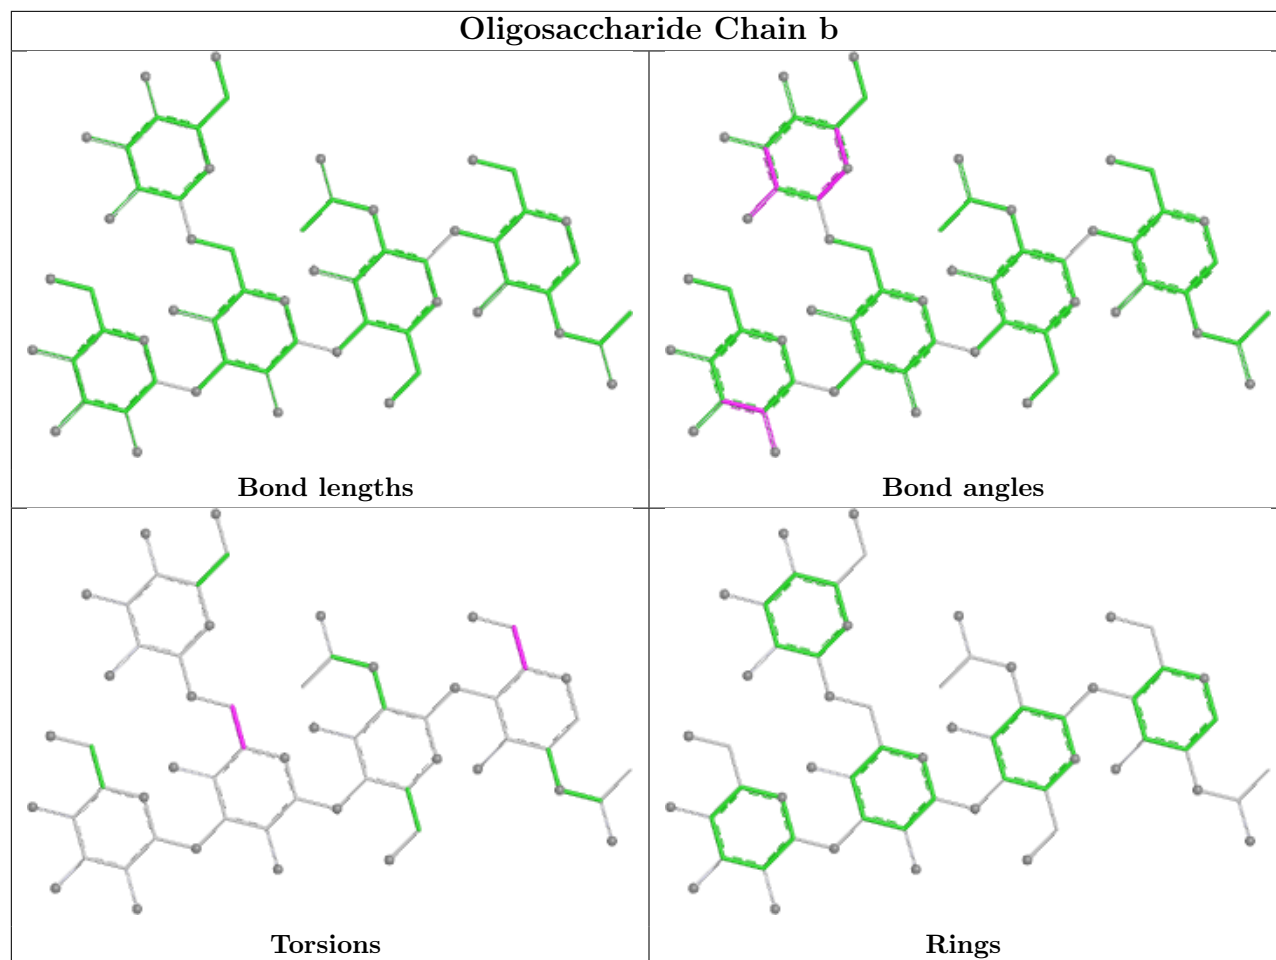 Oligosaccharide Chain b
Bond lengths
Bond angles
Torsions
Rings